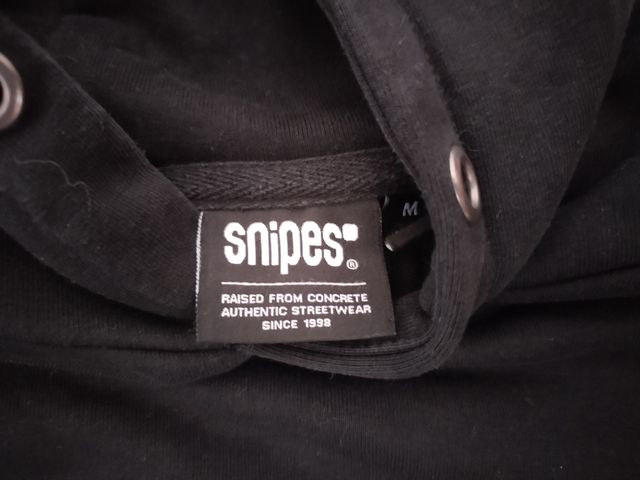 snipes®
RAISED FROM CONCRETE
AUTHENTIC STREETWEAR
SINCE 1998
M